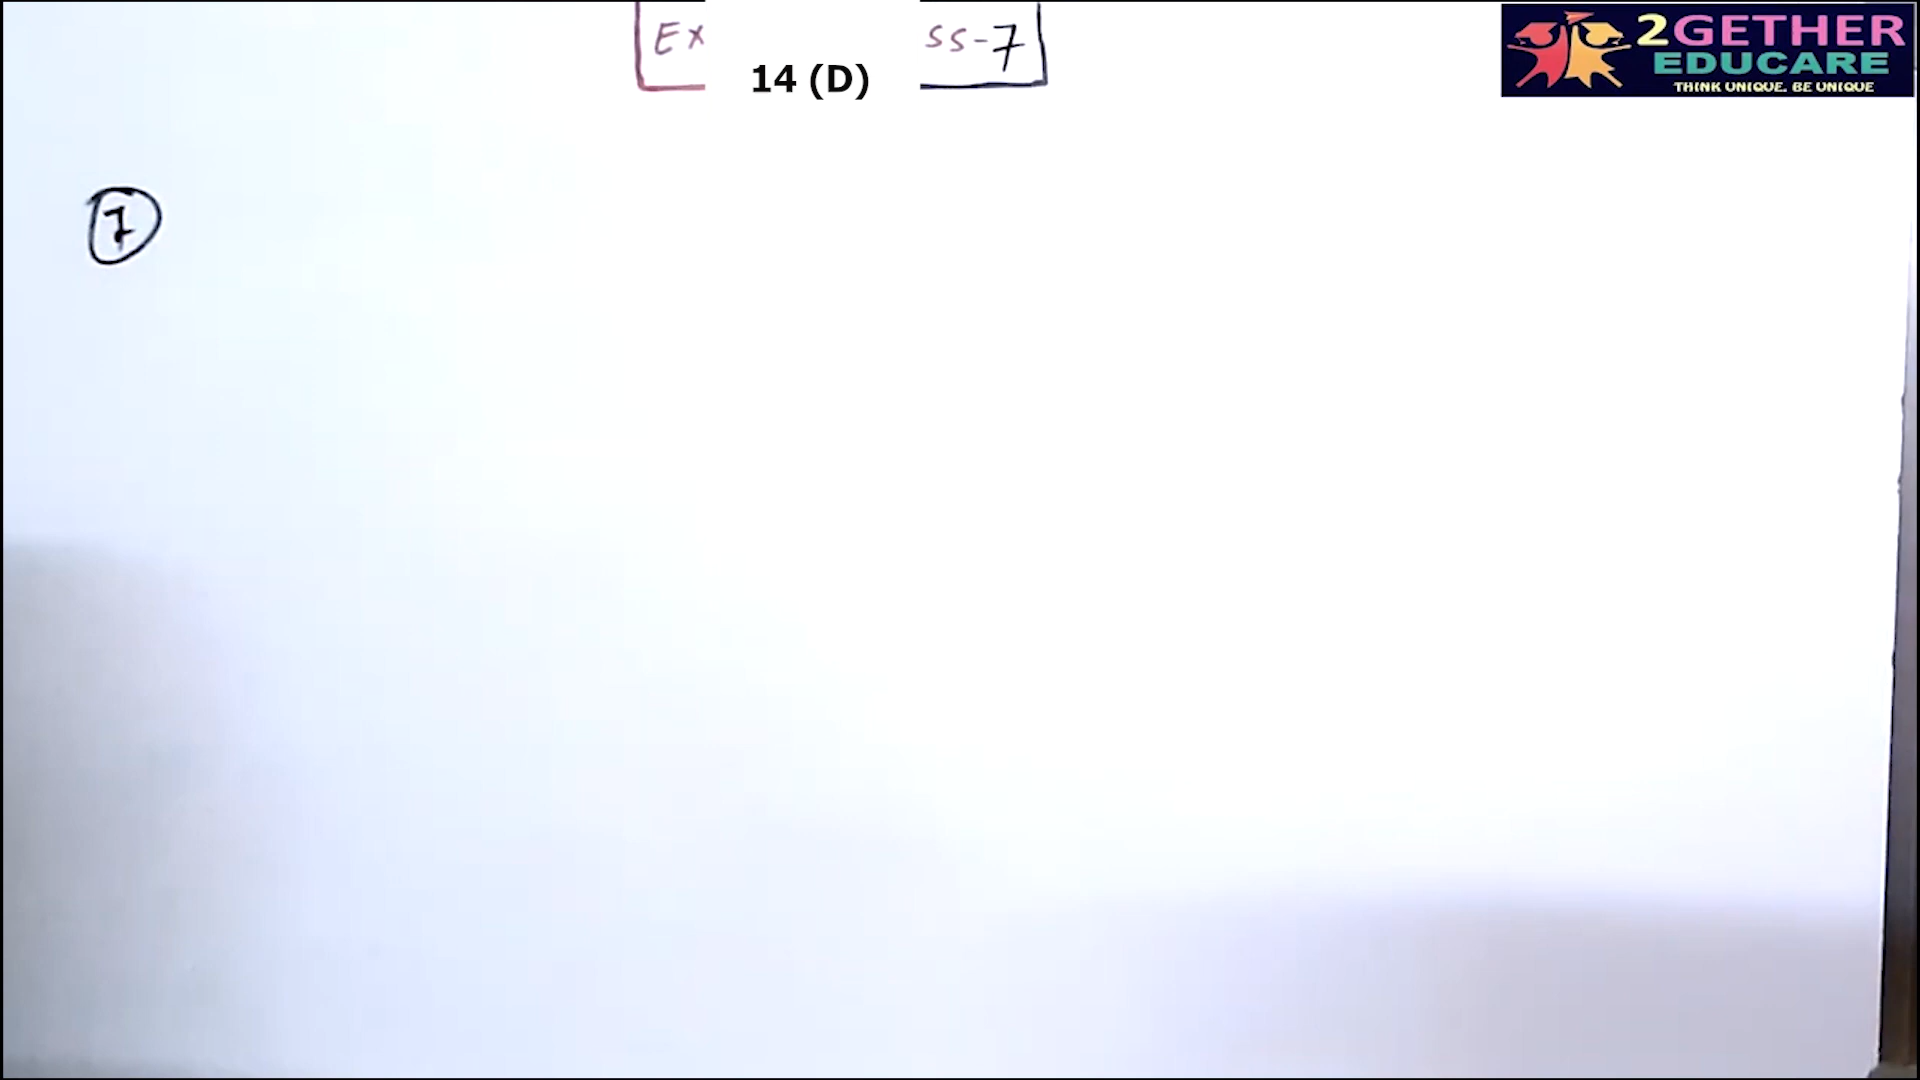 Ex ss-7
14 (D)
2GETHER
EDUCARE
THINK UNIQUE. BE UNIQUE
7